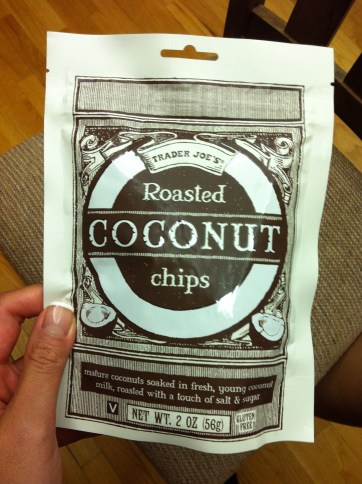 TRADER JOE'S
Roasted
COCONUT
chips
mature coconuts soaked in fresh, young coconut
milk, roasted with a touch of salt & sugar
V
NET WT. 2 OZ (56g)
GLUTEN
FREE